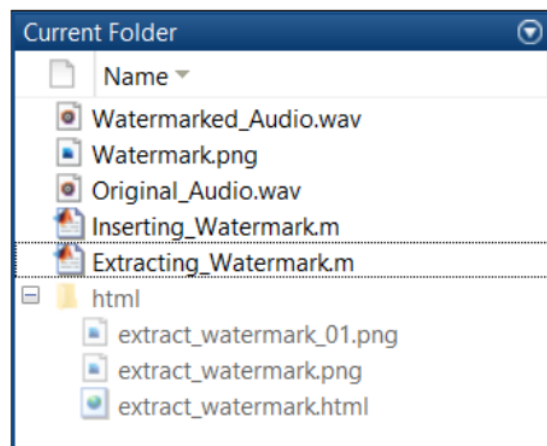 Current Folder
Name
Watermarked_Audio.wav
Watermark.png
Original_Audio.wav
Inserting_Watermark.m
Extracting_Watermark.m
html
extract_watermark_01.png
extract_watermark.png
extract_watermark.html